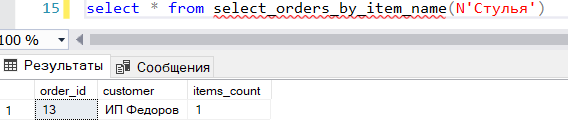 15 select * from select_orders_by_item_name(N'Стулья')
100 %
Результаты Сообщения
order_id customer items_count
1 13 ИП Федоров 1